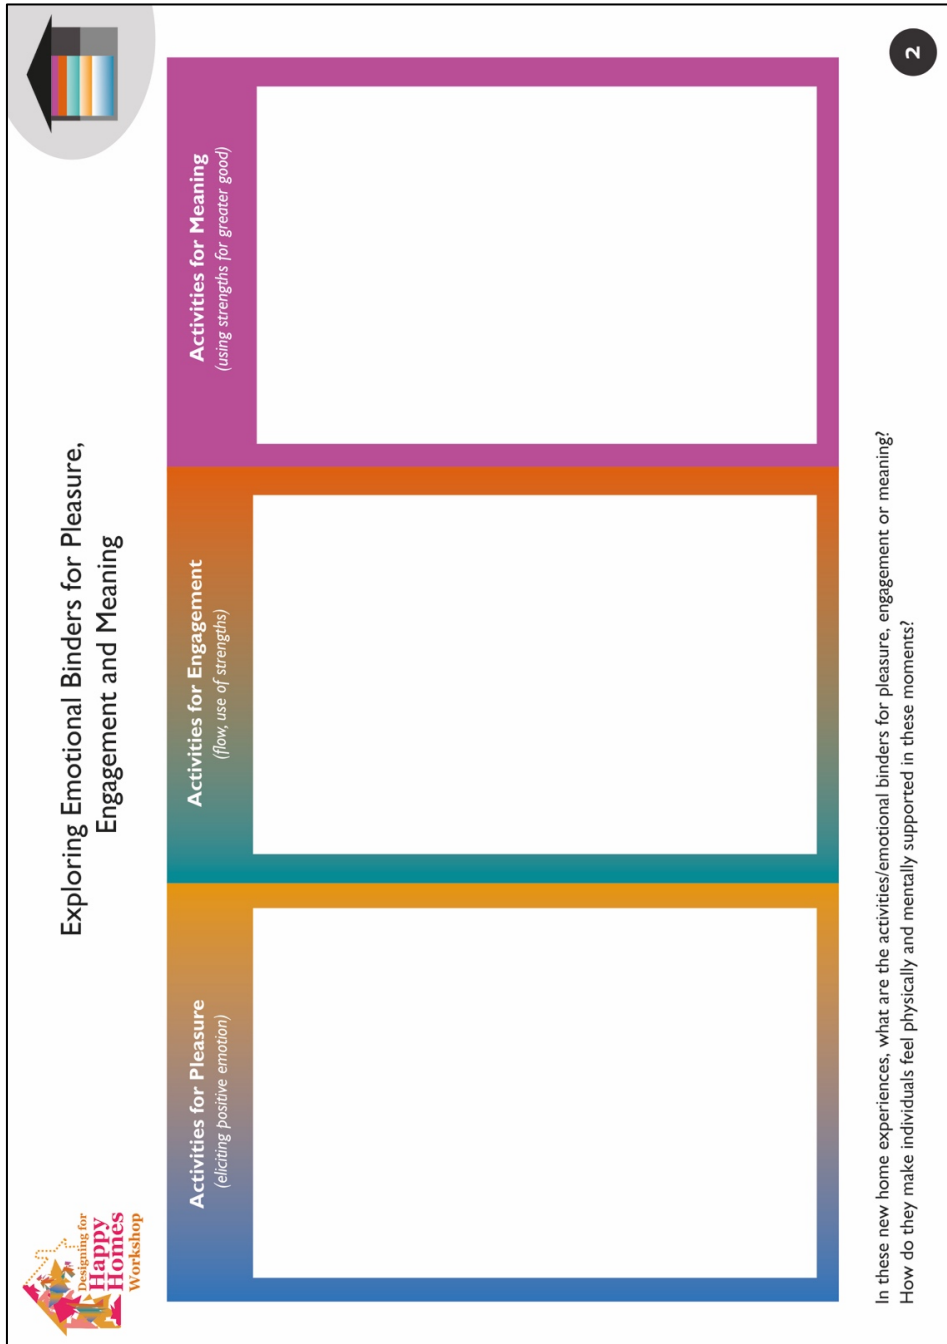 Designing for
Happy
Homes
Workshop
Exploring Emotional Binders for Pleasure,
Engagement and Meaning
Activities for Pleasure
(eliciting positive emotion)
Activities for Engagement
(flow, use of strengths)
Activities for Meaning
(using strengths for greater good)
In these new home experiences, what are the activities/emotional binders for pleasure, engagement or meaning?
How do they make individuals feel physically and mentally supported in these moments?
2